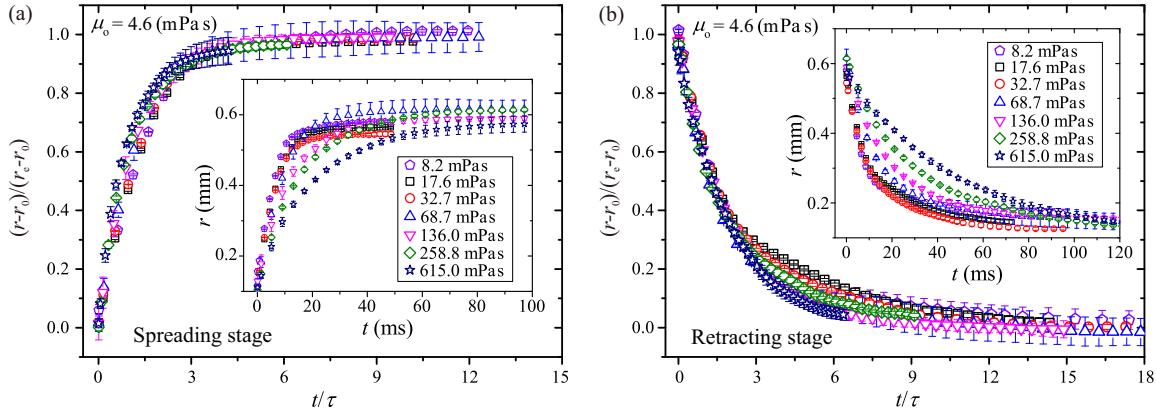 (a)
μₒ = 4.6 (mPas)
(r-r₀)/(rₑ-r₀)
1.0
0.8
0.6
0.4
0.2
0.0
0 3 6 9 12 15
t/τ
Spreading stage
r (mm)
0.6
0.4
0.2
0 20 40 60 80 100
t (ms)
8.2 mPas
17.6 mPas
32.7 mPas
68.7 mPas
136.0 mPas
258.8 mPas
615.0 mPas
(b)
μₒ = 4.6 (mPas)
(r-r₀)/(rₑ-r₀)
1.0
0.8
0.6
0.4
0.2
0.0
0 3 6 9 12 15 18
t/τ
Retracting stage
r (mm)
0.6
0.4
0.2
0 20 40 60 80 100 120
t (ms)
8.2 mPas
17.6 mPas
32.7 mPas
68.7 mPas
136.0 mPas
258.8 mPas
615.0 mPas